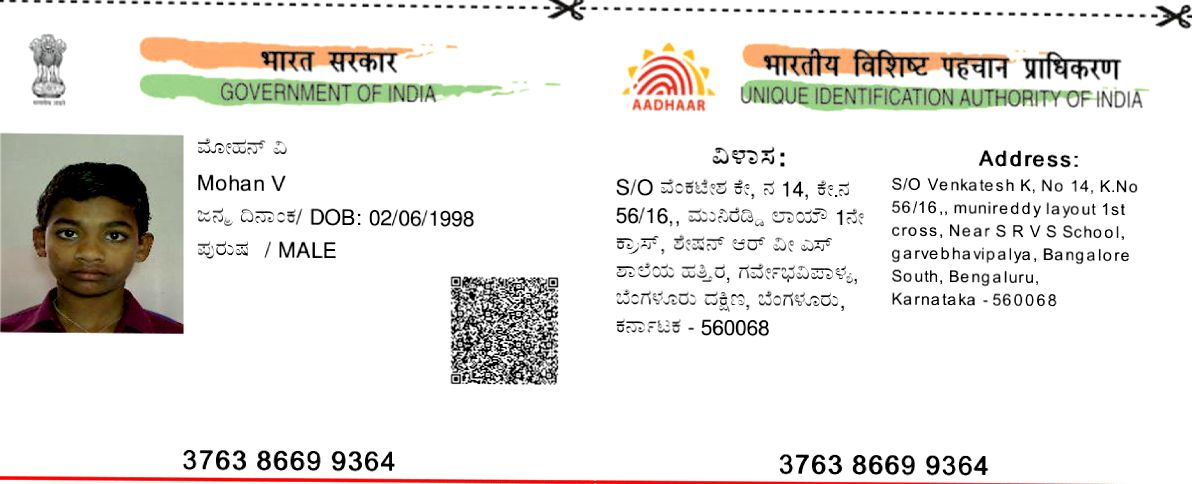 भारत सरकार
GOVERNMENT OF INDIA
ಮೋಹನ್ ವಿ
Mohan V
ಜನ್ಮ ದಿನಾಂಕ/ DOB: 02/06/1998
ಪುರುಷ / MALE
3763 8669 9364
AADHAAR
भारतीय विशिष्ट पहचान प्राधिकरण
UNIQUE IDENTIFICATION AUTHORITY OF INDIA
ವಿಳಾಸ:
S/O ವೆಂಕಟೇಶ ಕೇ, ನ 14, ಕೇ.ನ
56/16,, ಮುನಿರೆಡ್ಡಿ ಲಾಯೌ 1ನೇ
ಕ್ರಾಸ್, ಶೇಷನ್ ಆರ್ ವೀ ಎಸ್
ಶಾಲೆಯ ಹತ್ತಿರ, ಗರ್ವೇಭವಿಪಾಳ್ಯ,
ಬೆಂಗಳೂರು ದಕ್ಷಿಣ, ಬೆಂಗಳೂರು,
ಕರ್ನಾಟಕ - 560068
Address:
S/O Venkatesh K, No 14, K.No
56/16,, munireddy layout 1st
cross, Near S R V S School,
garvebhavipalya, Bangalore
South, Bengaluru,
Karnataka - 560068
3763 8669 9364